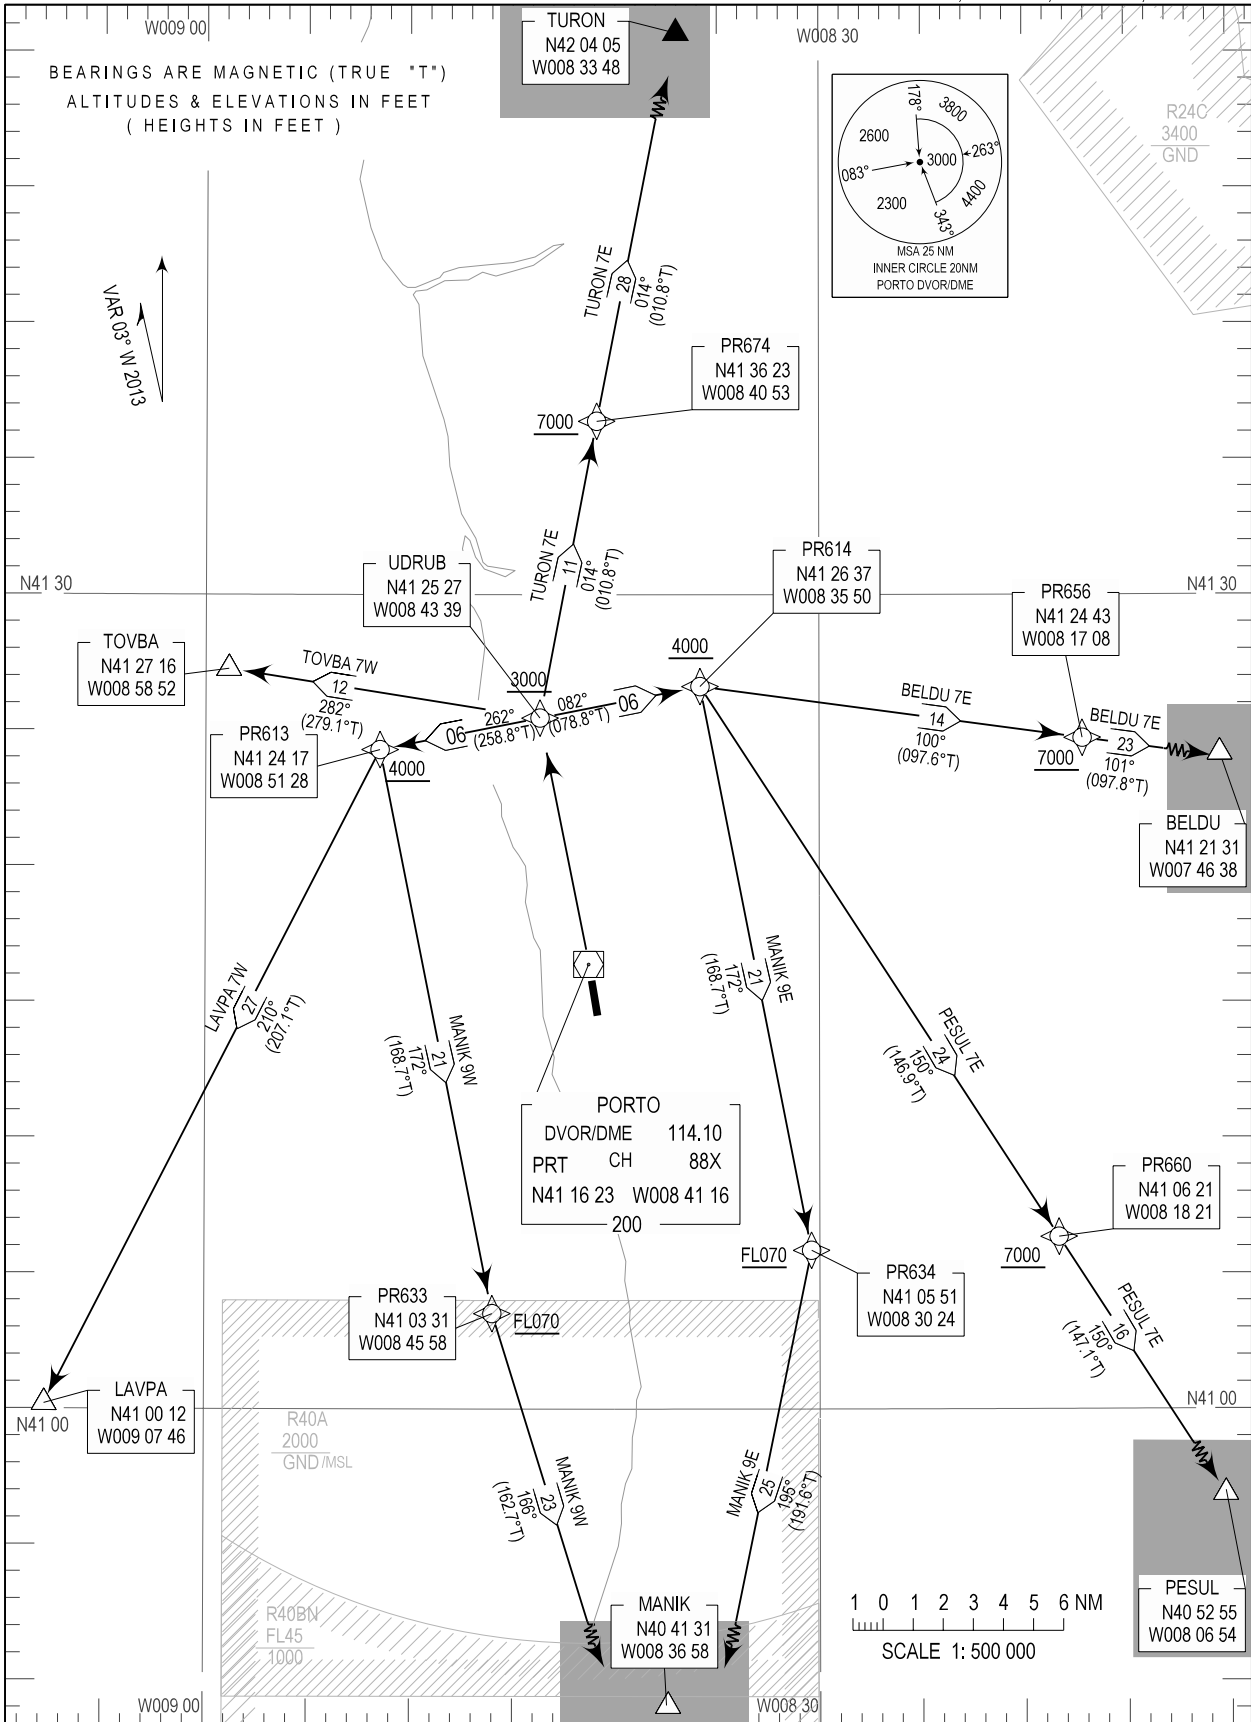 W009 00
W008 30
BEARINGS ARE MAGNETIC (TRUE "T")
ALTITUDES & ELEVATIONS IN FEET
( HEIGHTS IN FEET )
TURON
N42 04 05
W008 33 48
178°
3800
2600
3000
263°
083°
2300
4400
343°
MSA 25 NM
INNER CIRCLE 20NM
PORTO DVOR/DME
R24C
3400
GND
VAR 03° W 2013
TURON 7E
28
014°
(010.8°T)
PR674
N41 36 23
W008 40 53
7000
TURON 7E
11
014°
(010.8°T)
UDRUB
N41 25 27
W008 43 39
PR614
N41 26 37
W008 35 50
N41 30
N41 30
PR656
N41 24 43
W008 17 08
TOVBA
N41 27 16
W008 58 52
TOVBA 7W
12
282°
(279.1°T)
3000
4000
262°
(258.8°T)
06
082°
(078.8°T)
06
BELDU 7E
14
100°
(097.6°T)
BELDU 7E
23
101°
(097.8°T)
7000
PR613
N41 24 17
W008 51 28
4000
BELDU
N41 21 31
W007 46 38
LAVPA 7W
27
210°
(207.1°T)
MANIK 9W
21
172°
(168.7°T)
MANIK 9E
21
172°
(168.7°T)
PESUL 7E
24
150°
(146.9°T)
PORTO
DVOR/DME 114.10
PRT CH 88X
N41 16 23 W008 41 16
200
PR660
N41 06 21
W008 18 21
7000
FL070
PR634
N41 05 51
W008 30 24
PR633
N41 03 31
W008 45 58
FL070
PESUL 7E
16
150°
(147.1°T)
LAVPA
N41 00 12
W009 07 46
N41 00
N41 00
R40A
2000
GND /MSL
MANIK 9W
23
166°
(162.7°T)
MANIK 9E
25
195°
(191.6°T)
R40BN
FL45
1000
MANIK
N40 41 31
W008 36 58
PESUL
N40 52 55
W008 06 54
1 0 1 2 3 4 5 6 NM
SCALE 1: 500 000
W009 00
W008 30